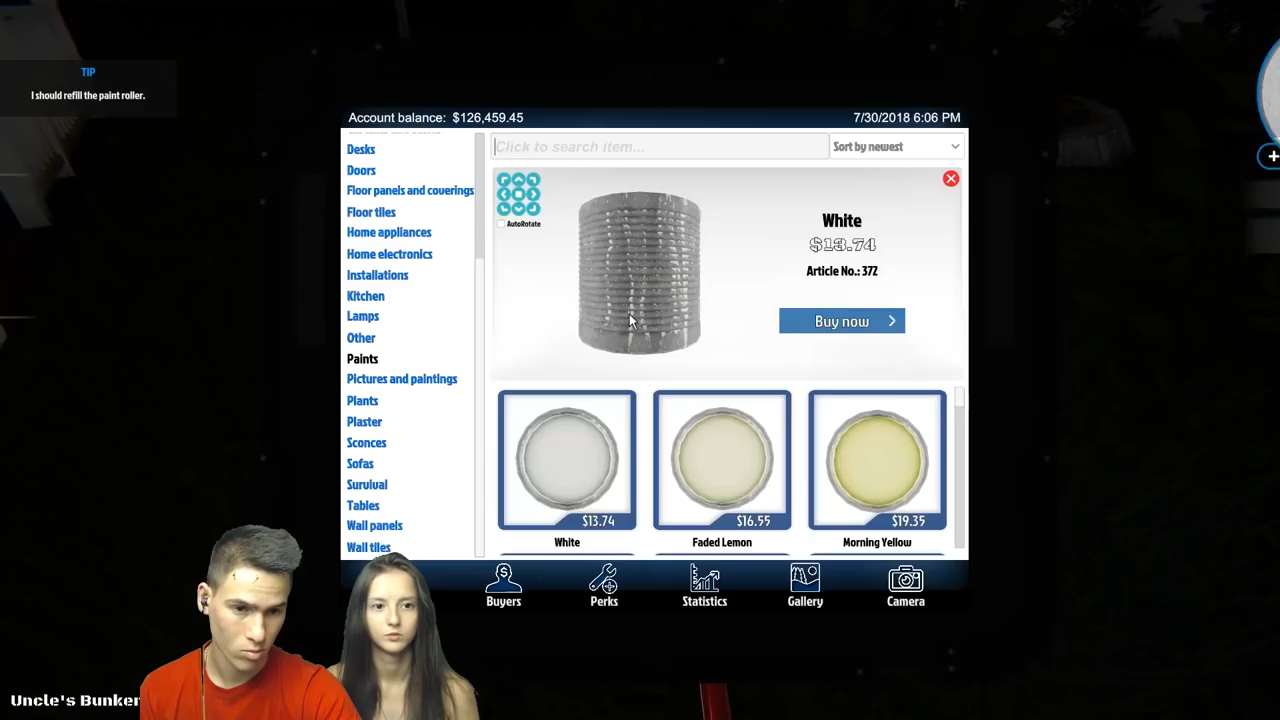 TIP
I should refill the paint roller.
Account balance: $126,459.45
7/30/2018 6:06 PM
Click to search item...
Sort by newest
Desks
Doors
Floor panels and coverings
Floor tiles
Home appliances
Home electronics
Installations
Kitchen
Lamps
Other
Paints
Pictures and paintings
Plants
Plaster
Sconces
Sofas
Survival
Tables
Wall panels
Wall tiles
AutoRotate
White
$13.74
Article No.: 372
Buy now
$13.74
$16.55
$19.35
White
Faded Lemon
Morning Yellow
Buyers
Perks
Statistics
Gallery
Camera
Uncle's Bunker